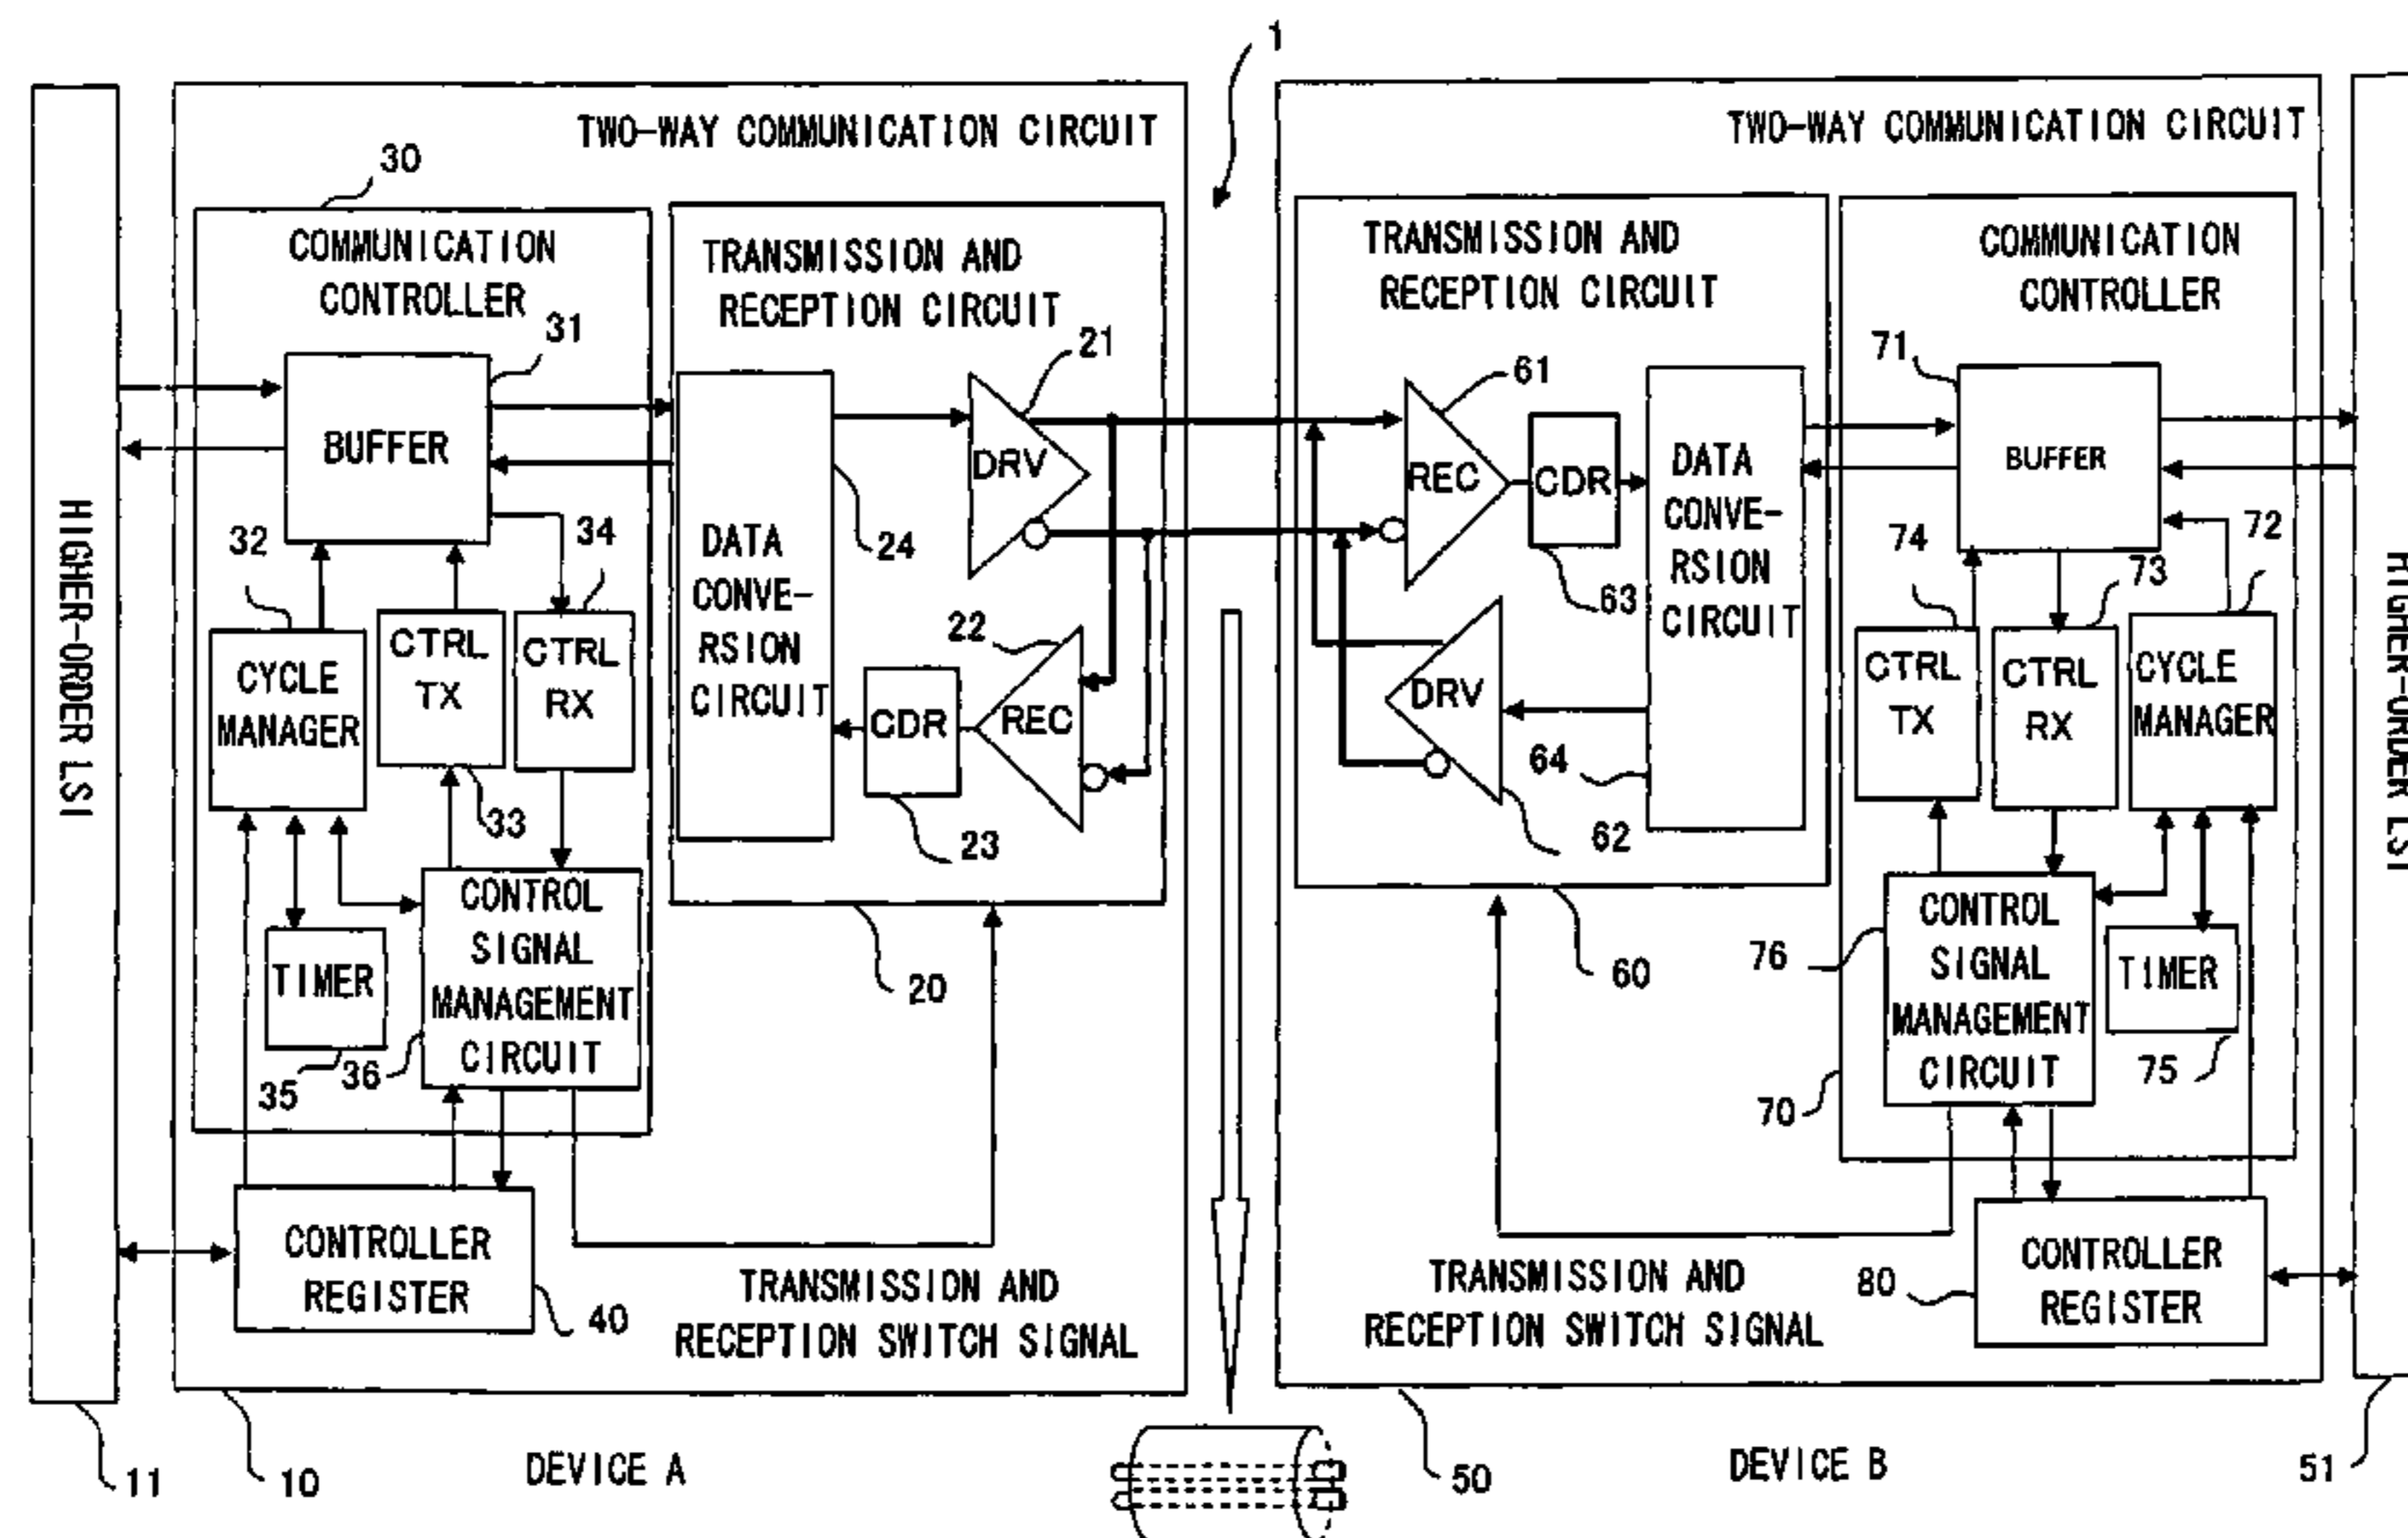 1
TWO-WAY COMMUNICATION CIRCUIT
TWO-WAY COMMUNICATION CIRCUIT
30
COMMUNICATION
CONTROLLER
31
BUFFER
32
34
CYCLE
MANAGER
CTRL
TX
CTRL
RX
33
TIMER
35
36
CONTROL
SIGNAL
MANAGEMENT
CIRCUIT
CONTROLLER
REGISTER
40
HIGHER-ORDER LSI
11
10
DEVICE A
TRANSMISSION AND
RECEPTION CIRCUIT
21
DRV
24
DATA
CONVE-
RSION
CIRCUIT
22
REC
CDR
23
20
TRANSMISSION AND
RECEPTION SWITCH SIGNAL
TRANSMISSION AND
RECEPTION CIRCUIT
61
REC
CDR
63
DATA
CONVE-
RSION
CIRCUIT
DRV
64
62
60
TRANSMISSION AND
RECEPTION SWITCH SIGNAL
COMMUNICATION
CONTROLLER
71
BUFFER
74
72
73
CTRL
TX
CTRL
RX
CYCLE
MANAGER
76
CONTROL
SIGNAL
MANAGEMENT
CIRCUIT
TIMER
75
70
80
CONTROLLER
REGISTER
HIGHER-ORDER LSI
50
DEVICE B
51